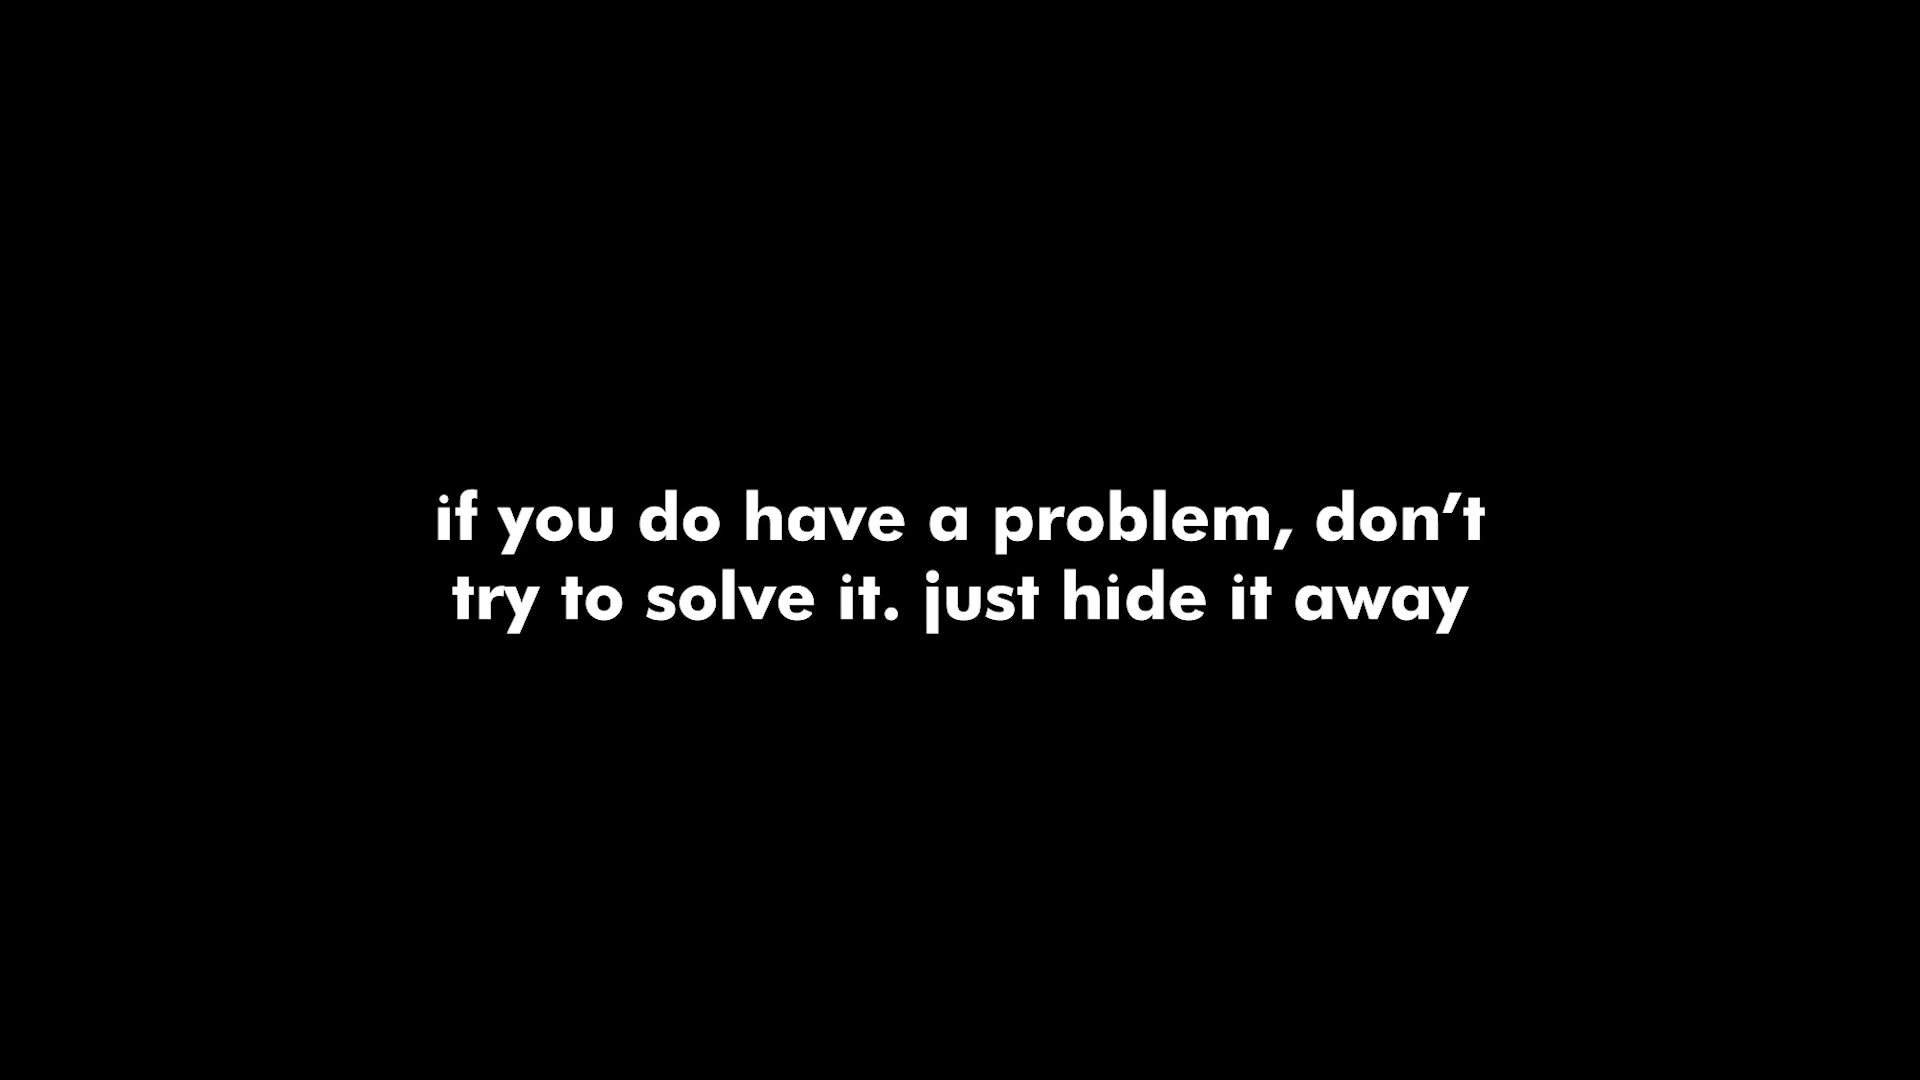 if you do have a problem, don’t
try to solve it. just hide it away